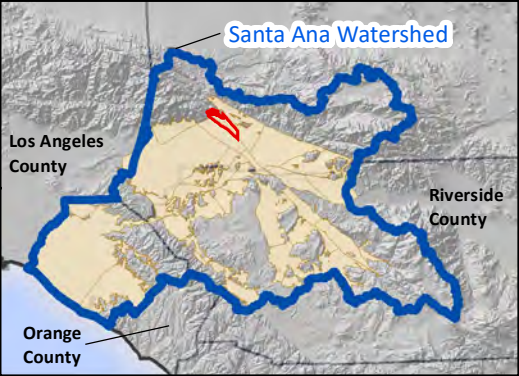 Santa Ana Watershed
Los Angeles
County
Riverside
County
Orange
County